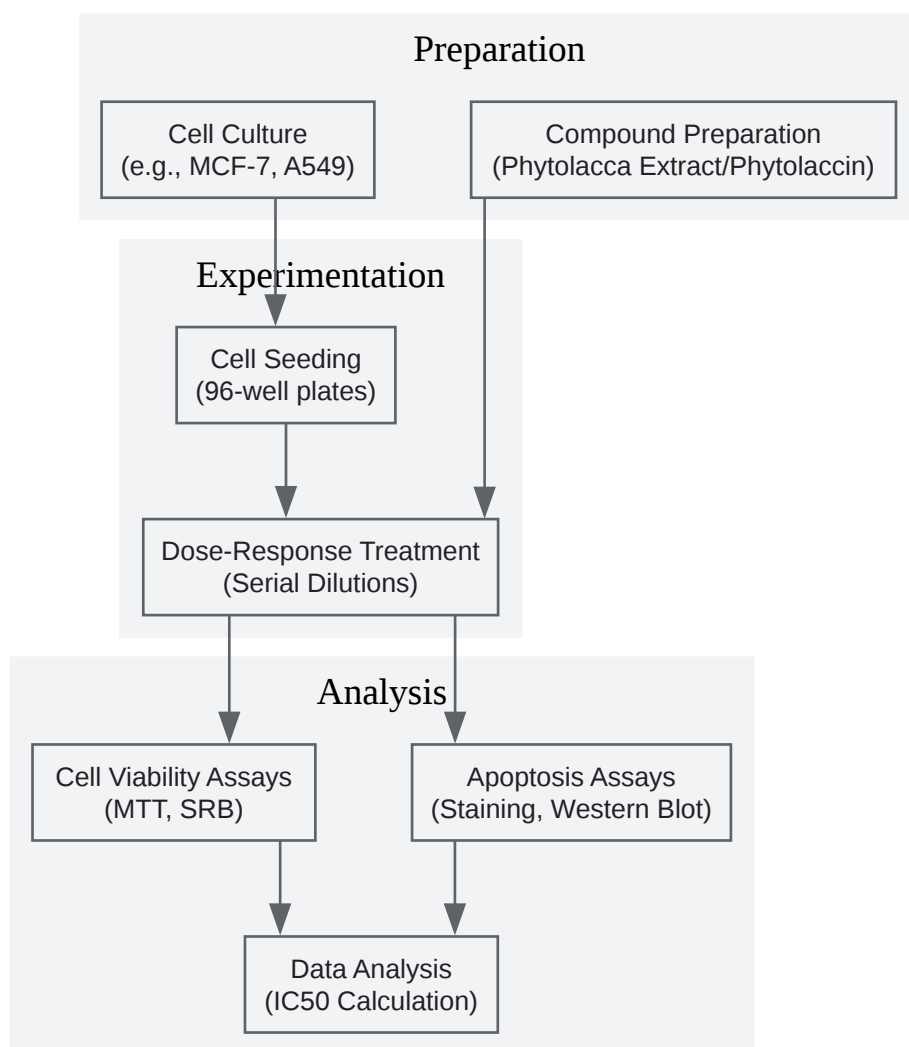 Preparation
Cell Culture
(e.g., MCF-7, A549)
Compound Preparation
(Phytolacca Extract/Phytolaccin)
Experimentation
Cell Seeding
(96-well plates)
Dose-Response Treatment
(Serial Dilutions)
Analysis
Cell Viability Assays
(MTT, SRB)
Apoptosis Assays
(Staining, Western Blot)
Data Analysis
(IC50 Calculation)